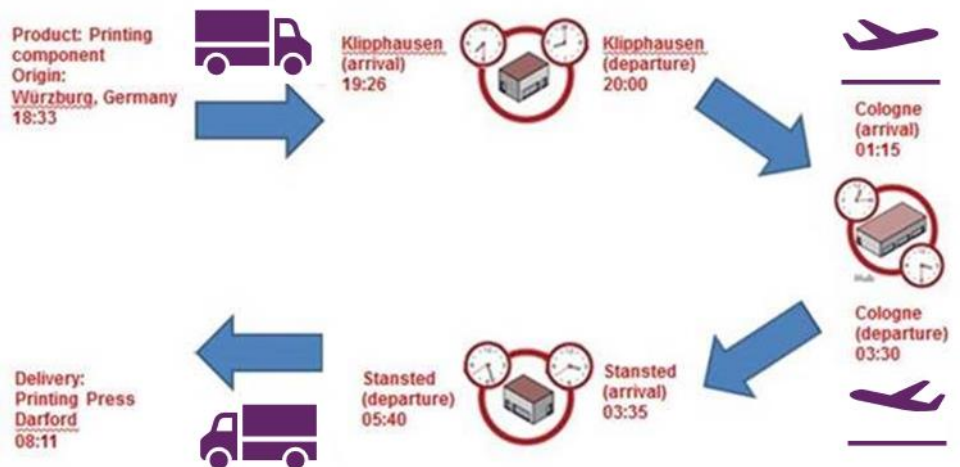 Product: Printing
component
Origin:
Würzburg, Germany
18:33
Klipphausen
(arrival)
19:26
Klipphausen
(departure)
20:00
Cologne
(arrival)
01:15
Hub
Cologne
(departure)
03:30
Stansted
(arrival)
03:35
Stansted
(departure)
05:40
Delivery:
Printing Press
Darford
08:11